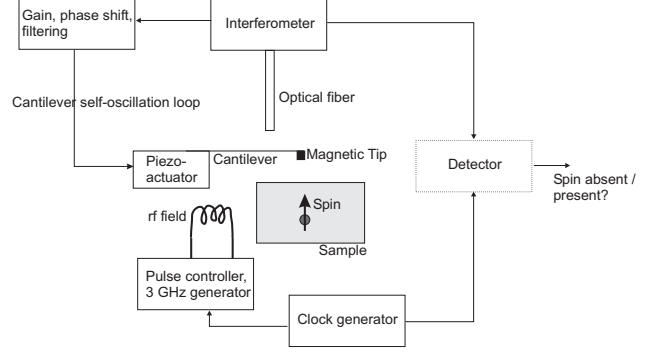 Gain, phase shift,
filtering
Interferometer
Cantilever self-oscillation loop
Optical fiber
Piezo-
actuator
Cantilever
Magnetic Tip
Detector
Spin absent /
present?
rf field
Spin
Sample
Pulse controller,
3 GHz generator
Clock generator